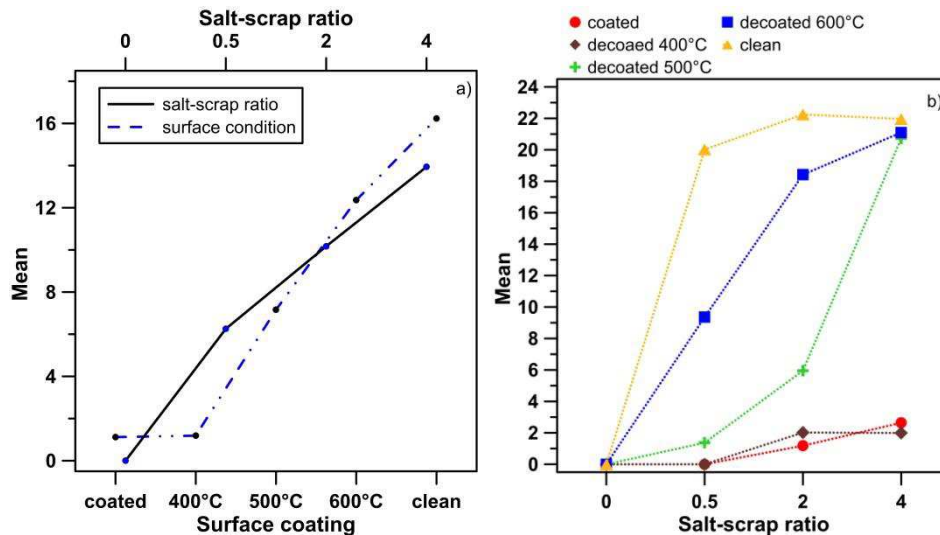 Salt-scrap ratio
0 0.5 2 4
a)
salt-scrap ratio
surface condition
16
12
8
4
0
Mean
coated 400°C 500°C 600°C clean
Surface coating
coated decoated 600°C
decoaed 400°C clean
decoated 500°C
b)
24
22
20
18
16
14
12
10
8
6
4
2
0
Mean
0 0.5 2 4
Salt-scrap ratio